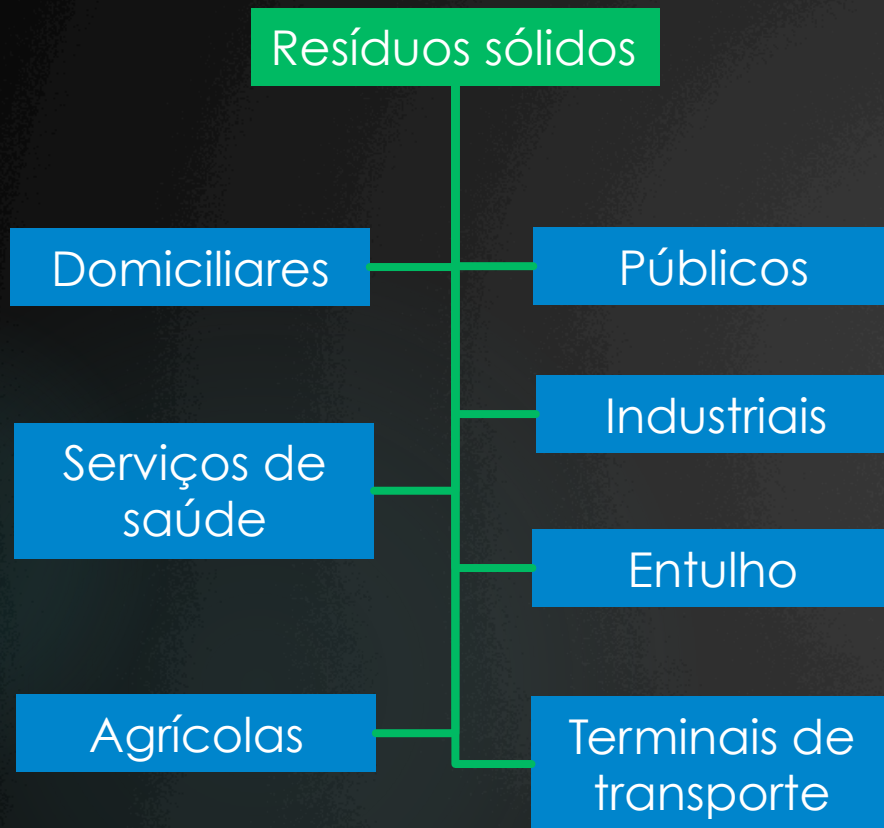 Resíduos sólidos
Domiciliares
Públicos
Industriais
Serviços de
saúde
Entulho
Agrícolas
Terminais de
transporte